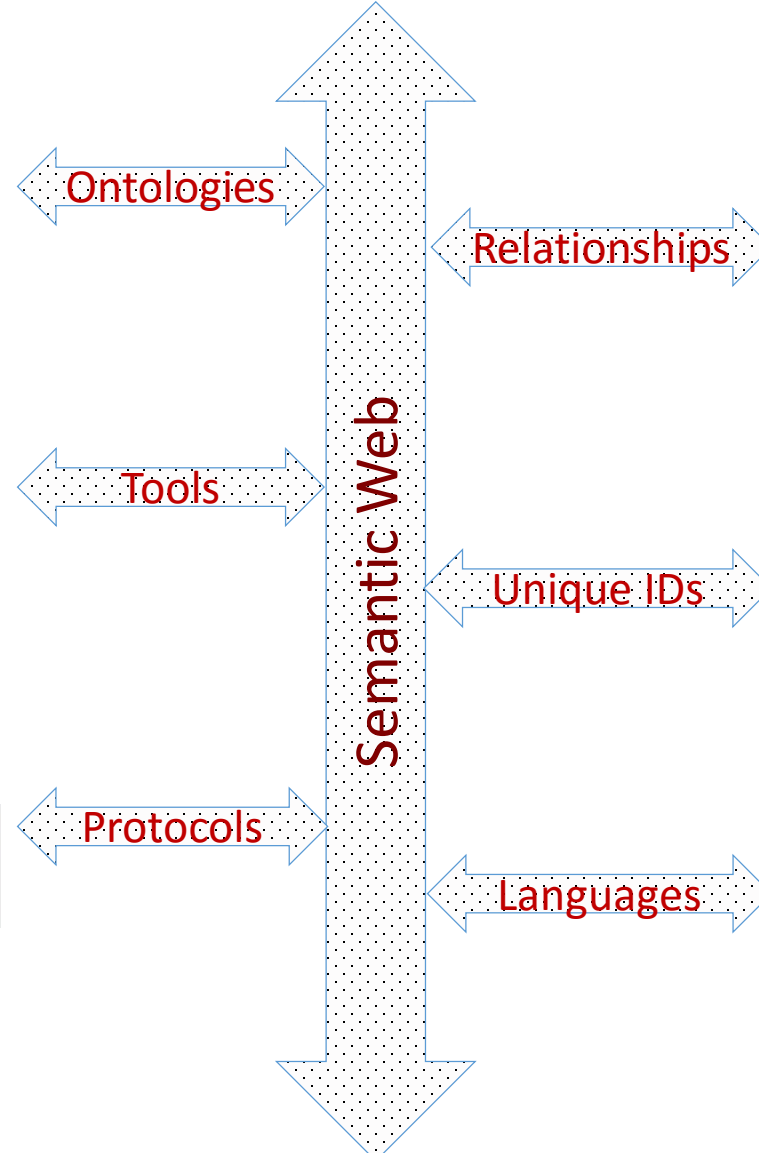 Ontologies
Relationships
Semantic Web
Tools
Unique IDs
Protocols
Languages